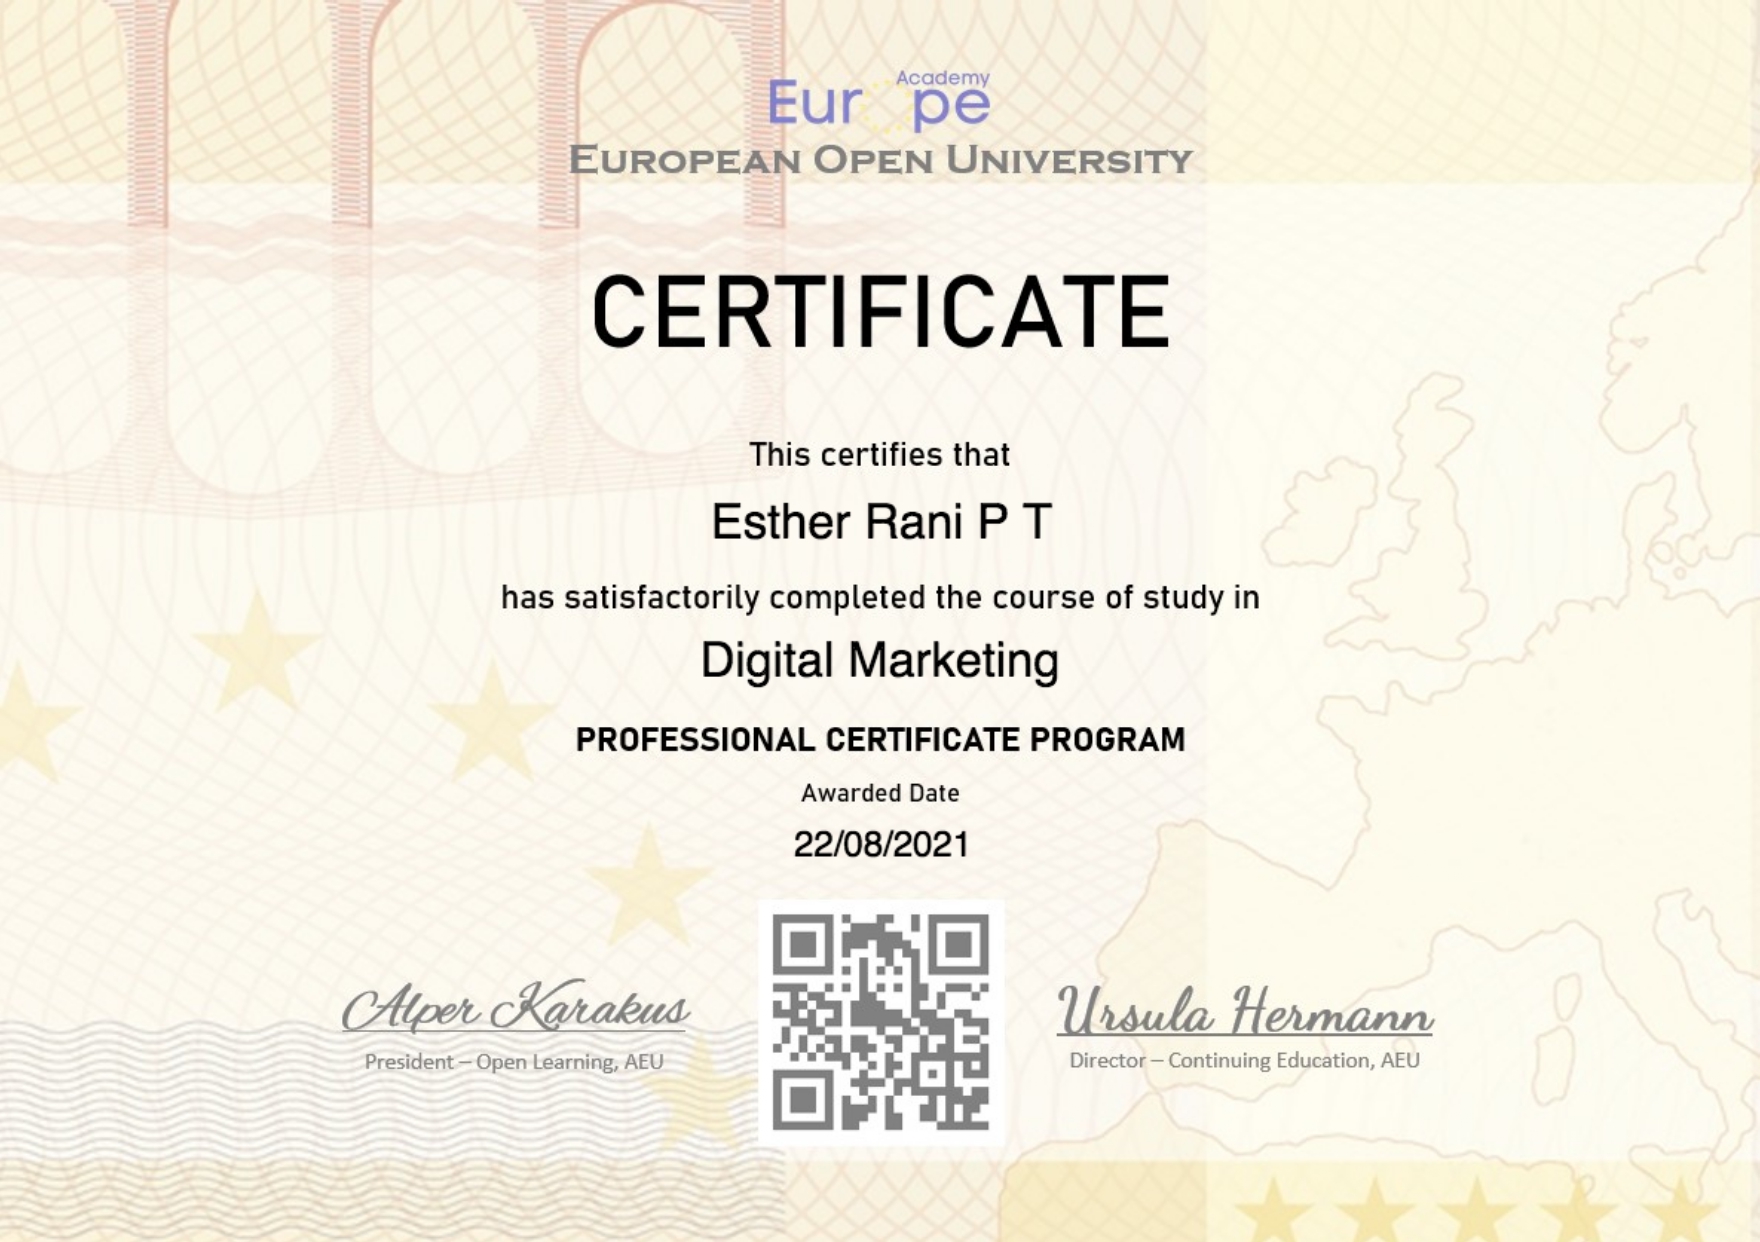 Academy
Europe
EUROPEAN OPEN UNIVERSITY
CERTIFICATE
This certifies that
Esther Rani P T
has satisfactorily completed the course of study in
Digital Marketing
PROFESSIONAL CERTIFICATE PROGRAM
Awarded Date
22/08/2021
Alper Karakus
President – Open Learning, AEU
Ursula Hermann
Director – Continuing Education, AEU